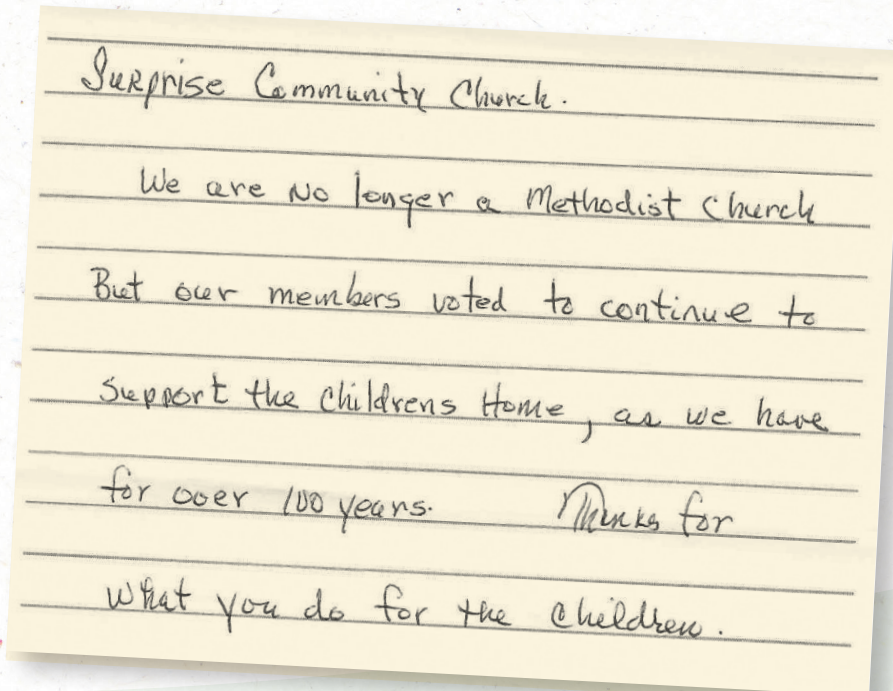 Surprise Community Church.
We are No longer a Methodist Church
But our members voted to continue to
support the Childrens Home, as we have
for over 100 years. Thanks for
what you do for the Children.